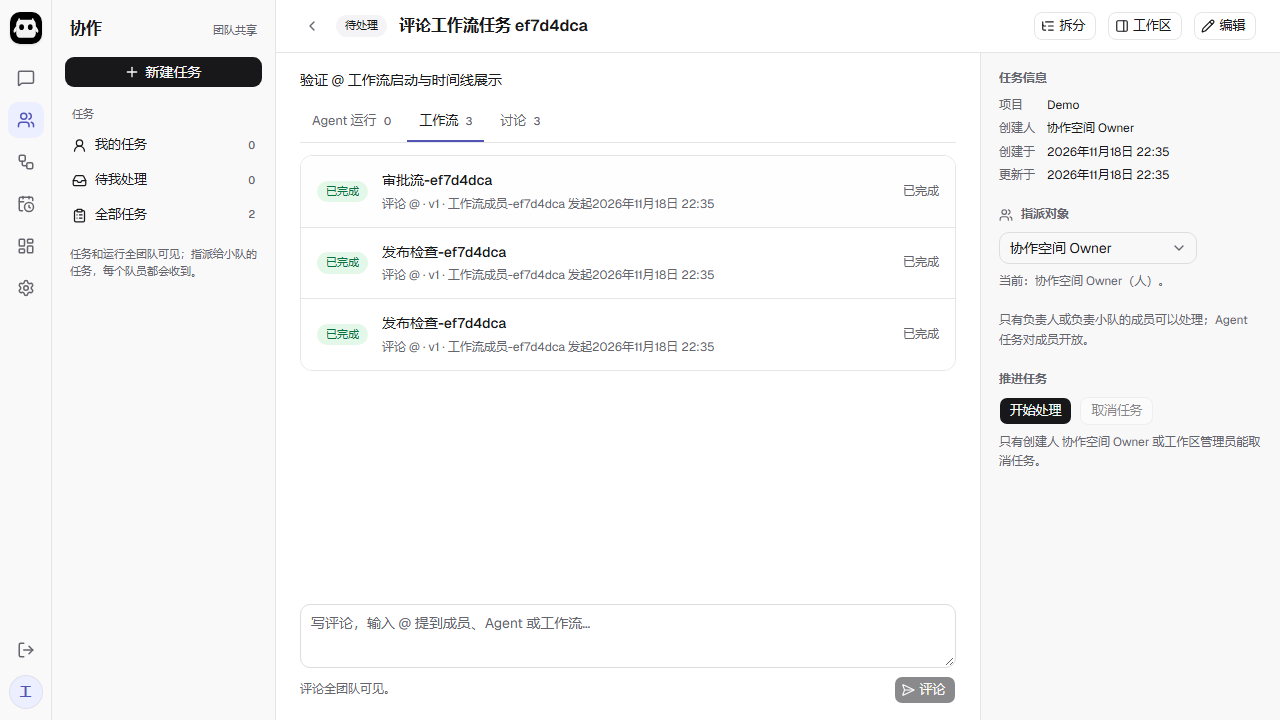 协作
团队共享
新建任务
任务
我的任务 0
待我处理 0
全部任务 2
任务和运行全团队可见；指派给小队的
任务，每个队员都会收到。
工
待处理 评论工作流任务 ef7d4dca
拆分
工作区
编辑
验证 @ 工作流启动与时间线展示
Agent 运行 0 工作流 3 讨论 3
已完成
审批流-ef7d4dca
评论 @ · v1 · 工作流成员-ef7d4dca 发起2026年11月18日 22:35
已完成
已完成
发布检查-ef7d4dca
评论 @ · v1 · 工作流成员-ef7d4dca 发起2026年11月18日 22:35
已完成
已完成
发布检查-ef7d4dca
评论 @ · v1 · 工作流成员-ef7d4dca 发起2026年11月18日 22:35
已完成
写评论，输入 @ 提到成员、Agent 或工作流…
评论全团队可见。
评论
任务信息
项目 Demo
创建人 协作空间 Owner
创建于 2026年11月18日 22:35
更新于 2026年11月18日 22:35
指派对象
协作空间 Owner
当前：协作空间 Owner（人）。
只有负责人或负责小队的成员可以处理；Agent
任务对成员开放。
推进任务
开始处理 取消任务
只有创建人 协作空间 Owner 或工作区管理员能取
消任务。